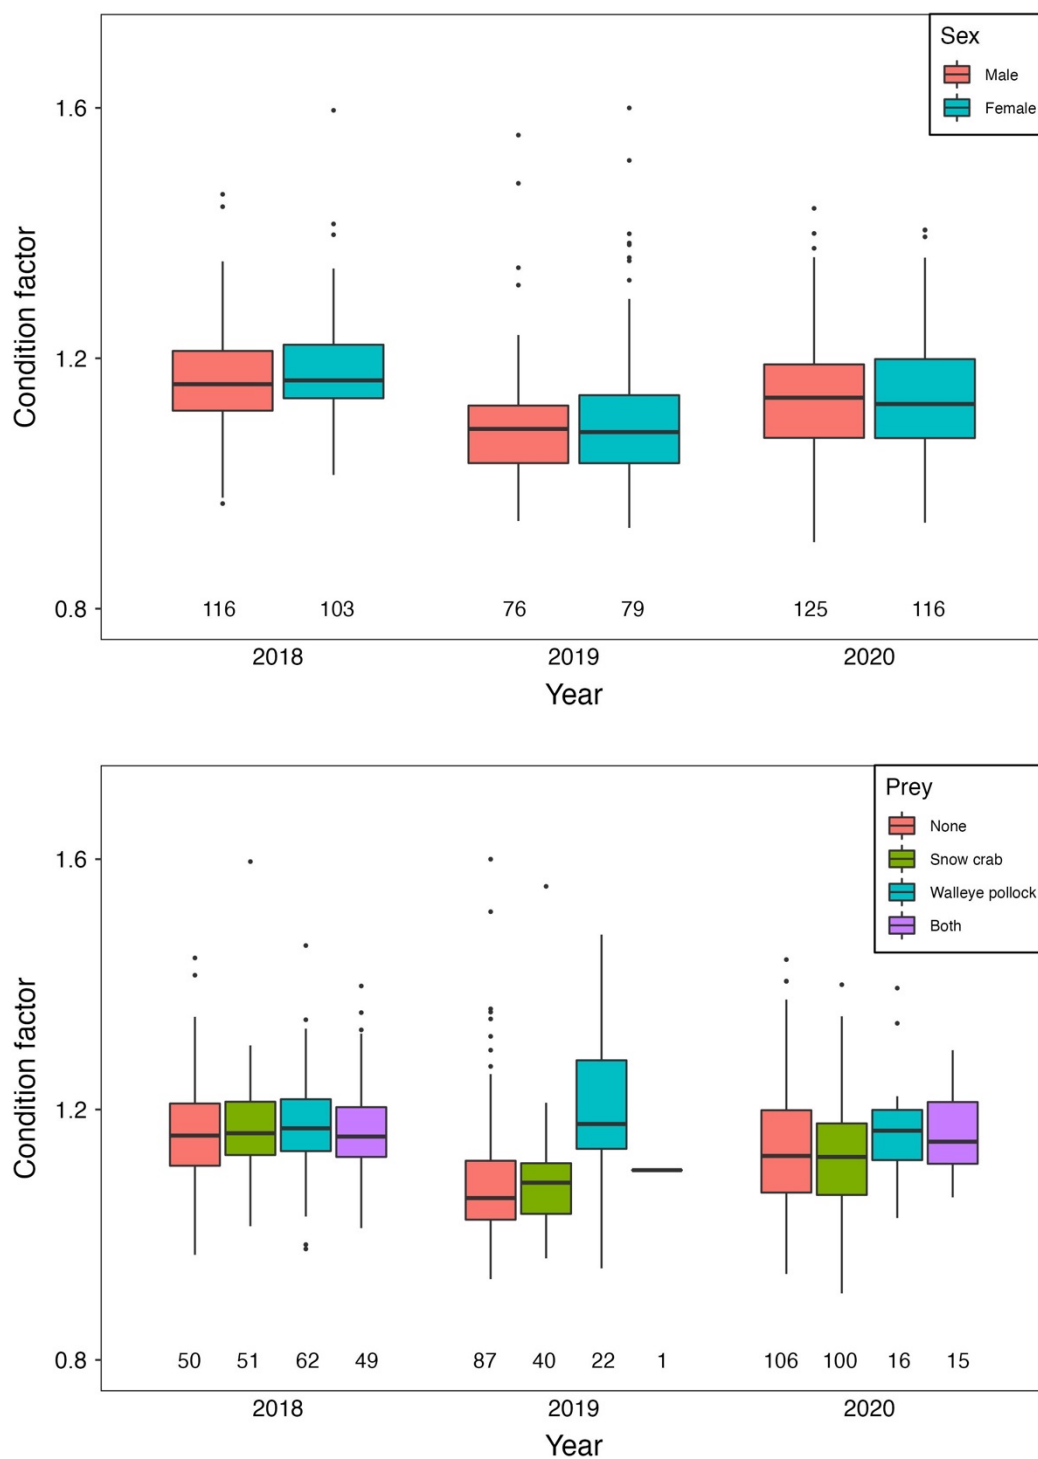 Sex
Male
Female
1.6
1.2
0.8
Condition factor
116 103 76 79 125 116
2018 2019 2020
Year
Prey
None
Snow crab
Walleye pollock
Both
1.6
1.2
0.8
Condition factor
50 51 62 49 87 40 22 1 106 100 16 15
2018 2019 2020
Year